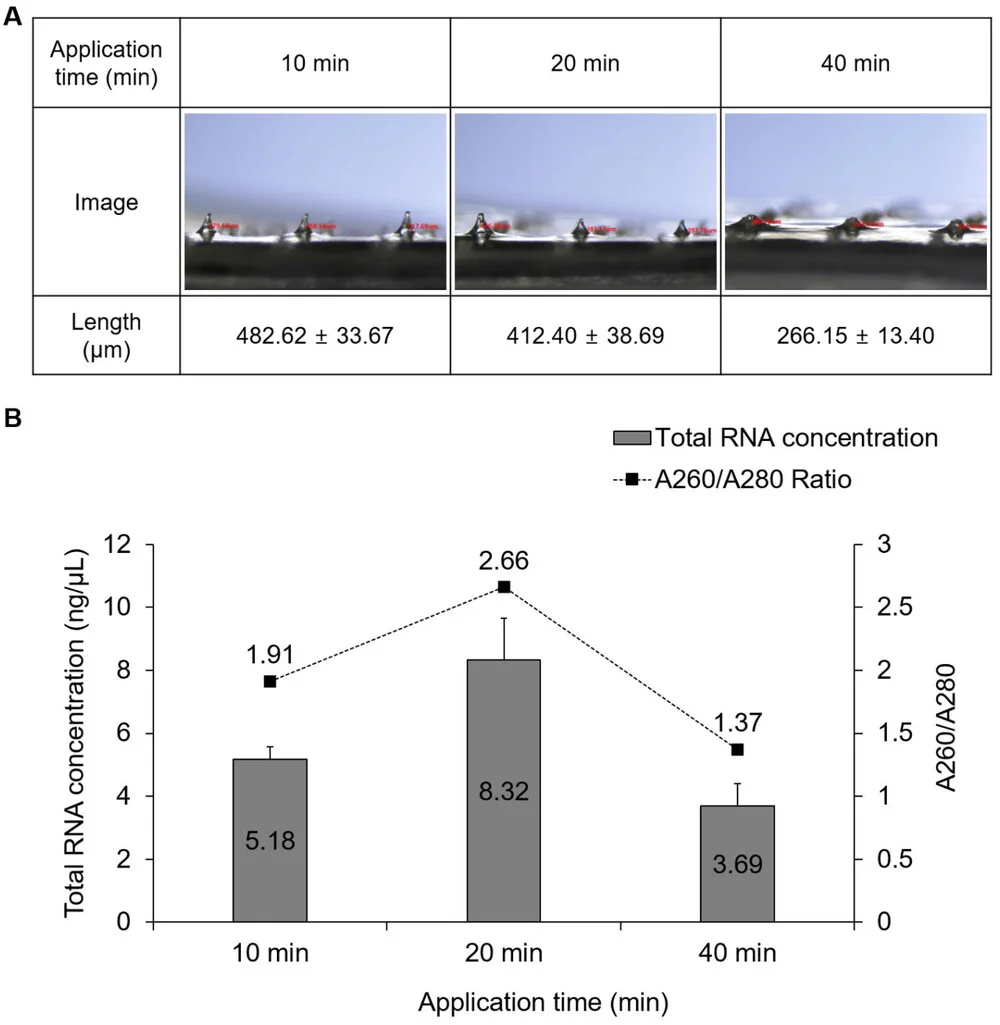 A
Application
time (min)
10 min
20 min
40 min
Image
Length
(μm)
482.62 ± 33.67
412.40 ± 38.69
266.15 ± 13.40
B
Total RNA concentration
A260/A280 Ratio
Total RNA concentration (ng/μL)
12
10
8
6
4
2
0
1.91
2.66
1.37
5.18
8.32
3.69
3
2.5
2
1.5
1
0.5
0
A260/A280
10 min
20 min
40 min
Application time (min)